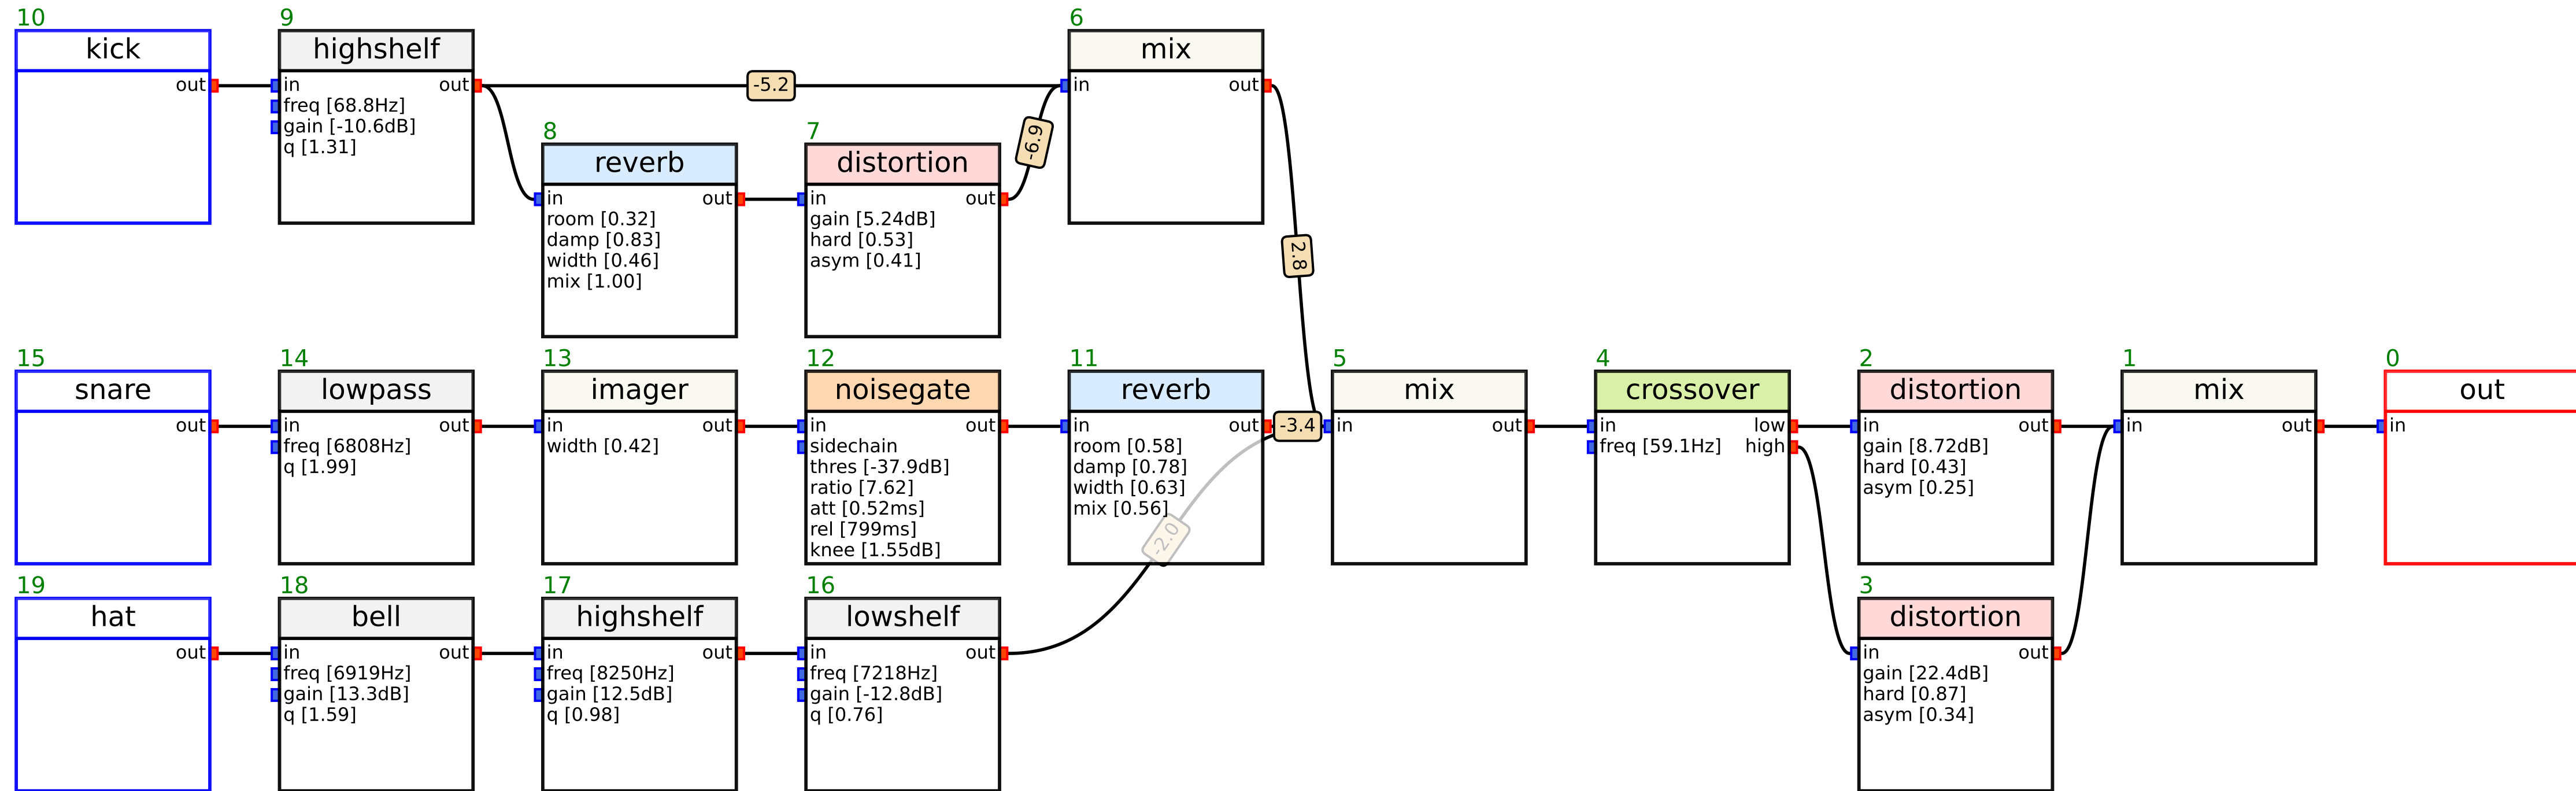 10
kick
out
9
highshelf
in out
freq [68.8Hz]
gain [-10.6dB]
q [1.31]
-5.2
8
reverb
in out
room [0.32]
damp [0.83]
width [0.46]
mix [1.00]
7
distortion
in out
gain [5.24dB]
hard [0.53]
asym [0.41]
-6.9
6
mix
in out
2.8
15
snare
out
14
lowpass
in out
freq [6808Hz]
q [1.99]
13
imager
in out
width [0.42]
12
noisegate
in out
sidechain
thres [-37.9dB]
ratio [7.62]
att [0.52ms]
rel [799ms]
knee [1.55dB]
11
reverb
in out
room [0.58]
damp [0.78]
width [0.63]
mix [0.56]
-3.4
-2.0
5
mix
in out
4
crossover
in low
freq [59.1Hz] high
2
distortion
in out
gain [8.72dB]
hard [0.43]
asym [0.25]
1
mix
in out
0
out
in
19
hat
out
18
bell
in out
freq [6919Hz]
gain [13.3dB]
q [1.59]
17
highshelf
in out
freq [8250Hz]
gain [12.5dB]
q [0.98]
16
lowshelf
in out
freq [7218Hz]
gain [-12.8dB]
q [0.76]
3
distortion
in out
gain [22.4dB]
hard [0.87]
asym [0.34]